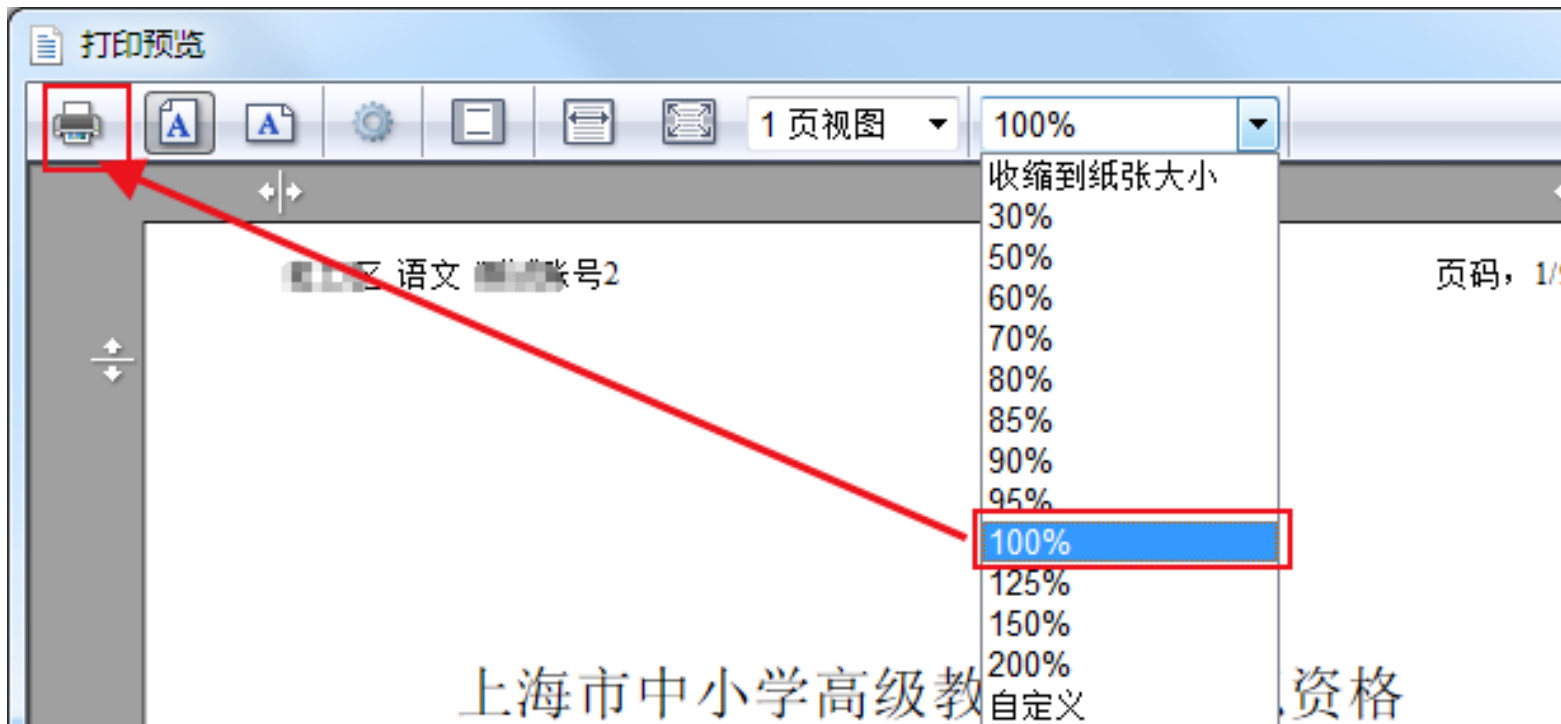 打印预览
1 页视图
100%
收缩到纸张大小
30%
50%
60%
70%
80%
85%
90%
95%
100%
125%
150%
200%
自定义
区 语文 账号2
页码，1/
上海市中小学高级教
资格